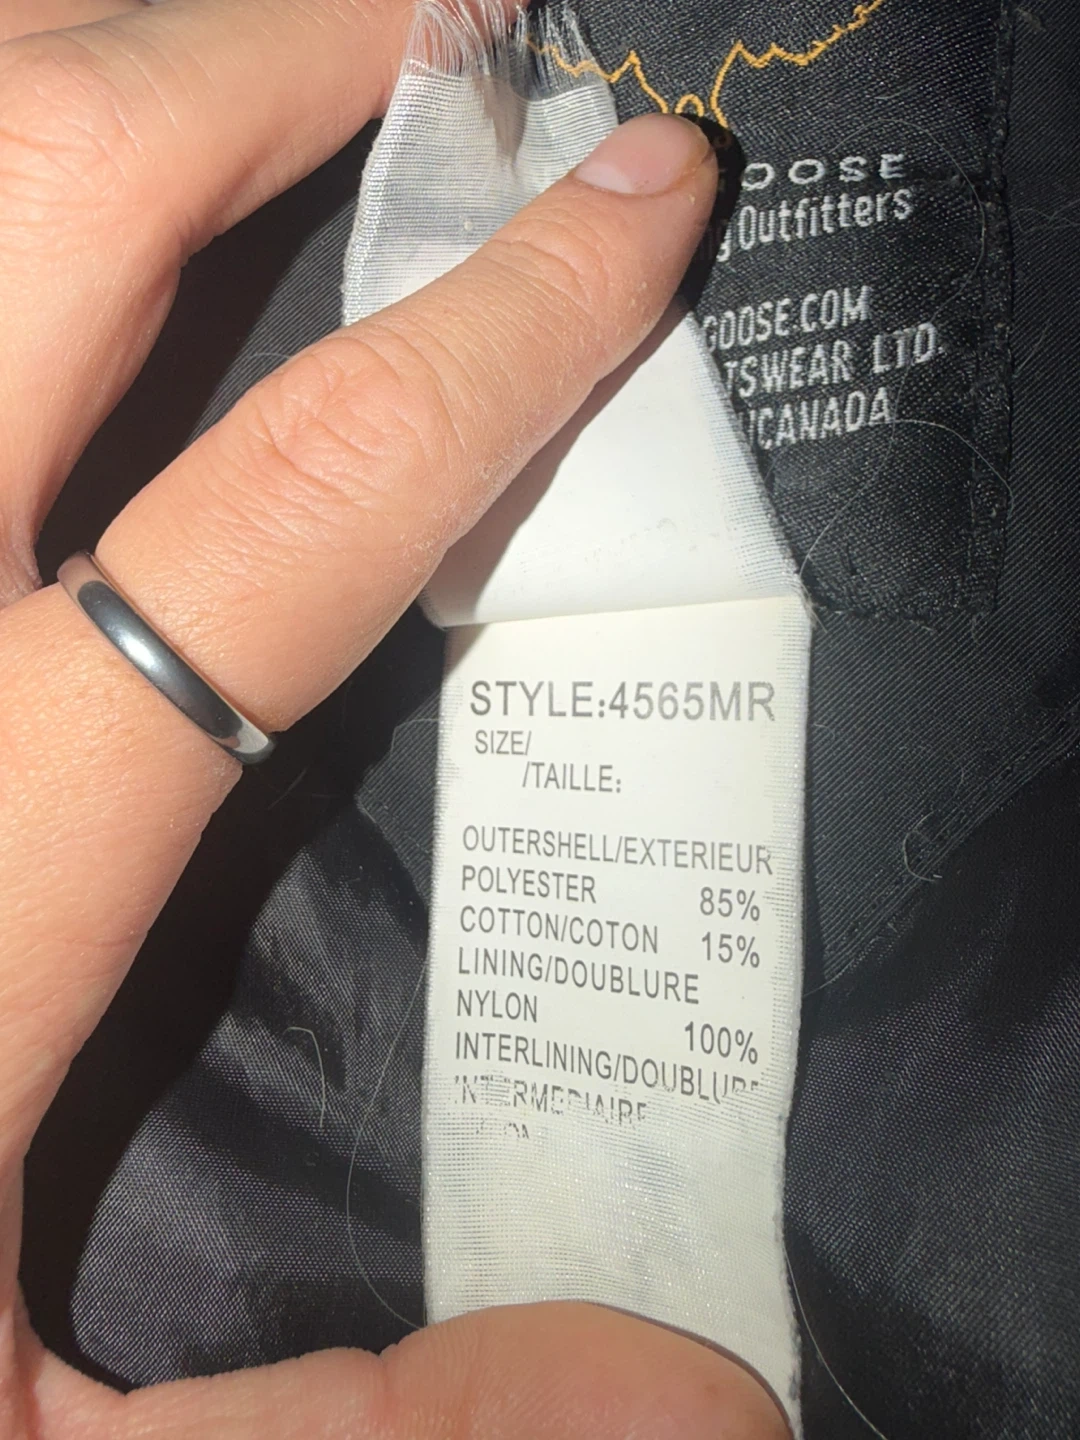 OOSE
Outfitters
GOOSE.COM
TSWEAR LTD.
/CANADA
STYLE:4565MR
SIZE/
/TAILLE:
OUTERSHELL/EXTERIEUR
POLYESTER 85%
COTTON/COTON 15%
LINING/DOUBLURE
NYLON 100%
INTERLINING/DOUBLURE
INTERMEDIAIRE